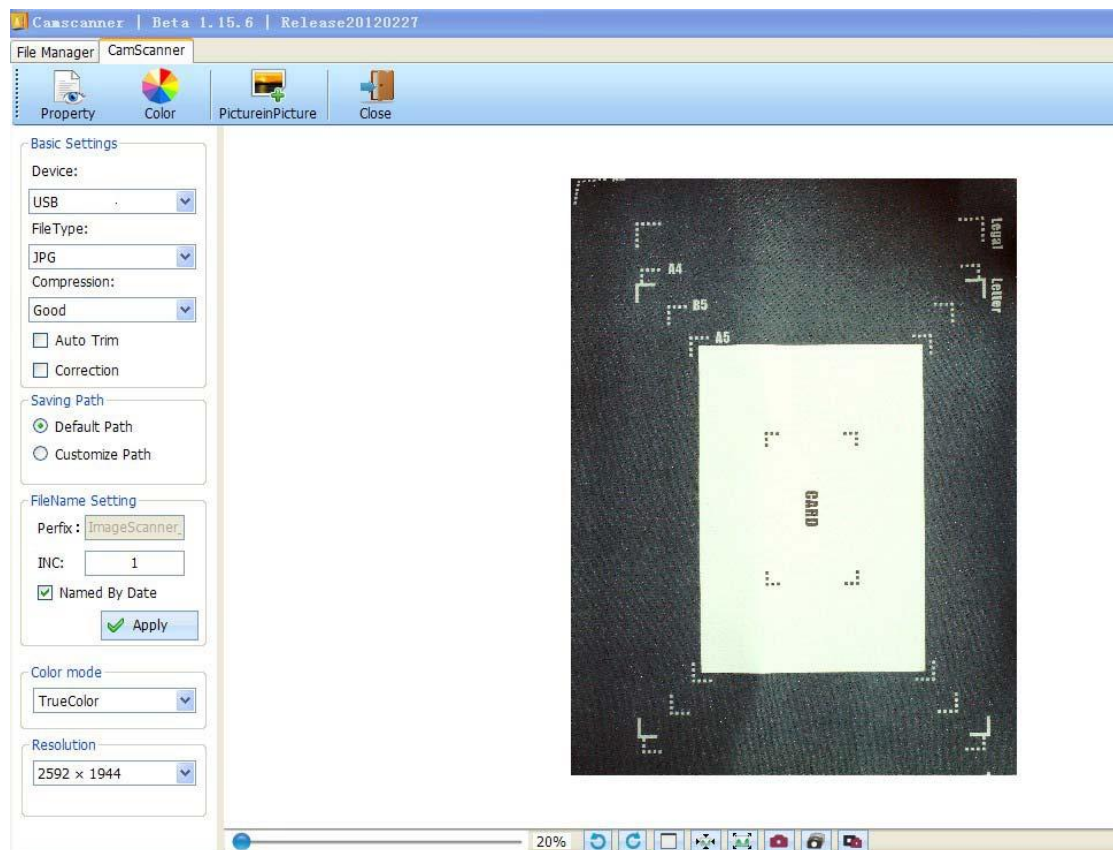 Camscanner | Beta 1.15.6 | Release20120227
File Manager CamScanner
Property Color PictureinPicture Close
Basic Settings
Device:
USB
FileType:
JPG
Compression:
Good
Auto Trim
Correction
Saving Path
Default Path
Customize Path
FileName Setting
Perfix: ImageScanner_
INC: 1
Named By Date
Apply
Color mode
TrueColor
Resolution
2592 × 1944
Legal
A4
Letter
B5
A5
CARD
20%